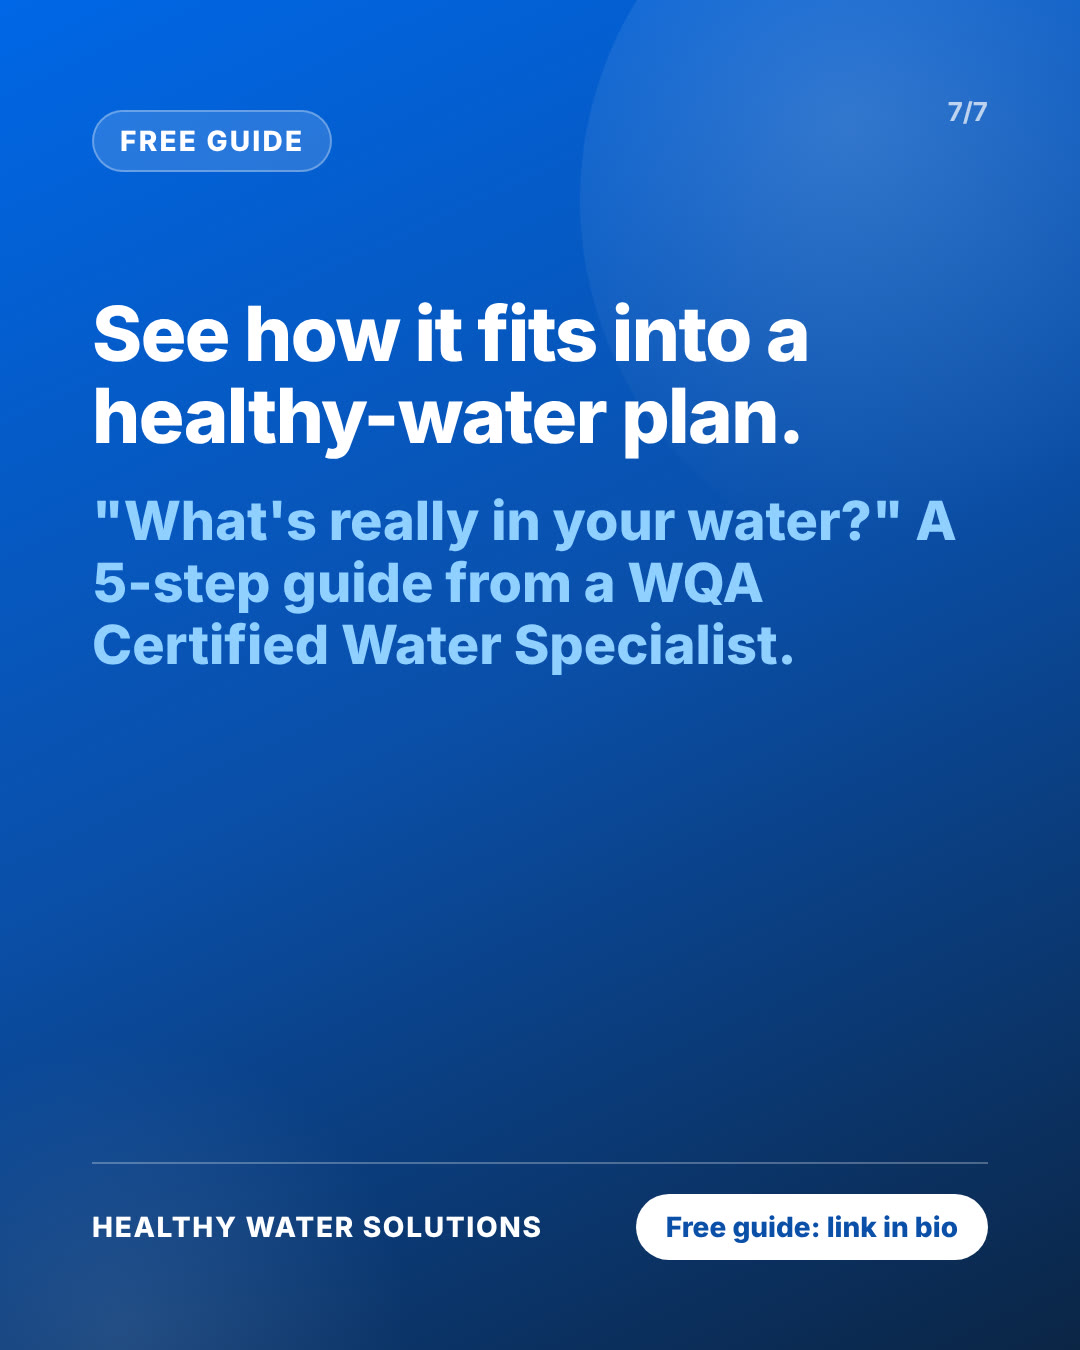 FREE GUIDE
7/7
See how it fits into a
healthy-water plan.
"What's really in your water?" A
5-step guide from a WQA
Certified Water Specialist.
HEALTHY WATER SOLUTIONS
Free guide: link in bio